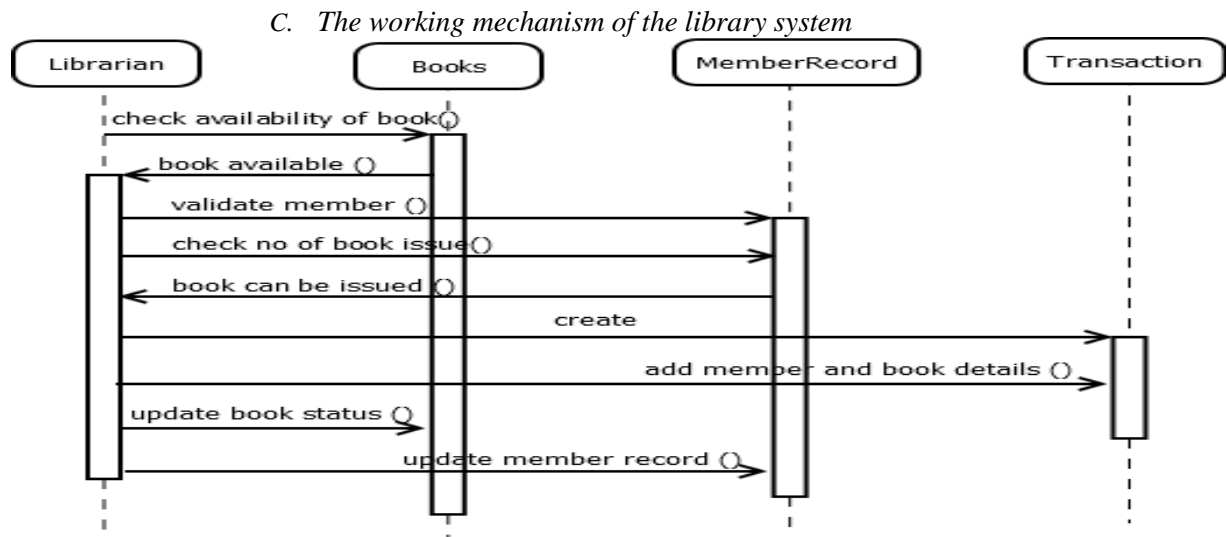 C. The working mechanism of the library system
Librarian
Books
MemberRecord
Transaction
check availability of book()
book available ()
validate member ()
check no of book issue()
book can be issued ()
create
add member and book details ()
update book status ()
update member record ()